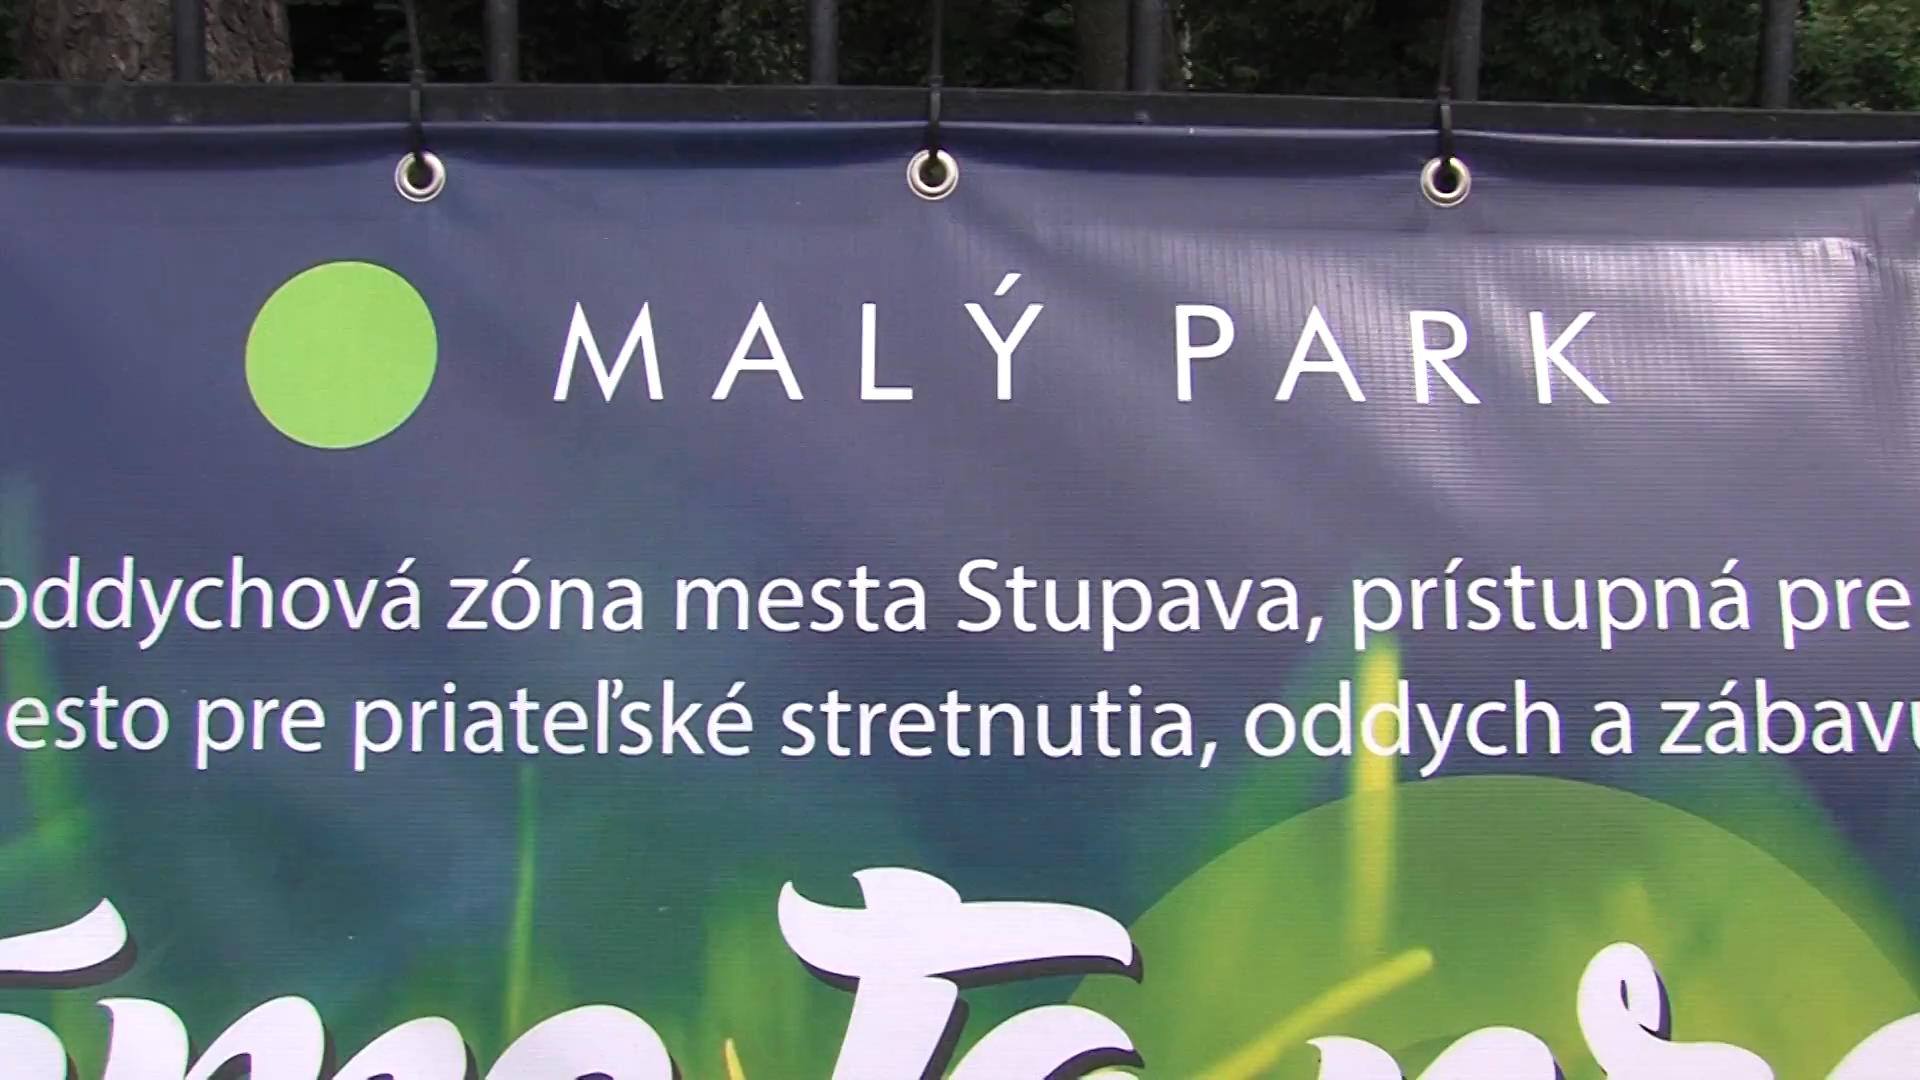 MALÝ PARK
oddychová zóna mesta Stupava, prístupná pre
esto pre priateľské stretnutia, oddych a zábavu